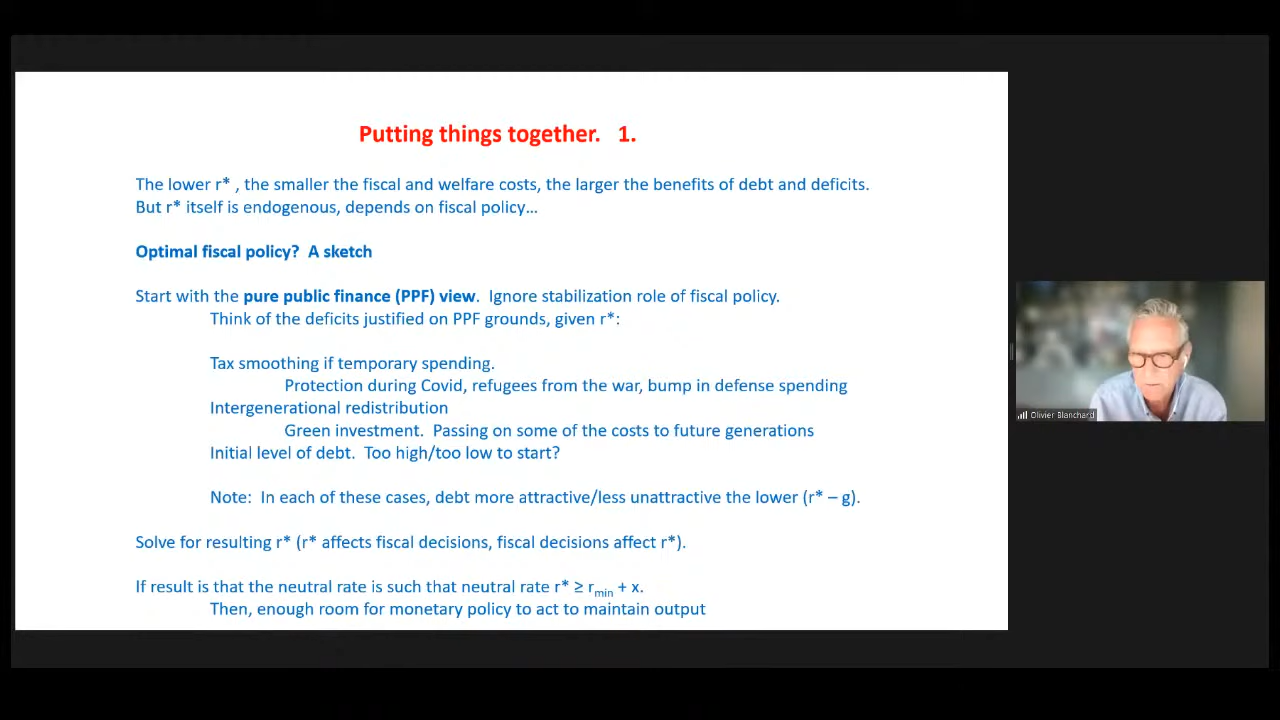 Putting things together. 1.
The lower r* , the smaller the fiscal and welfare costs, the larger the benefits of debt and deficits.
But r* itself is endogenous, depends on fiscal policy…
Optimal fiscal policy? A sketch
Start with the pure public finance (PPF) view. Ignore stabilization role of fiscal policy.
Think of the deficits justified on PPF grounds, given r*:
Tax smoothing if temporary spending.
Protection during Covid, refugees from the war, bump in defense spending
Intergenerational redistribution
Green investment. Passing on some of the costs to future generations
Initial level of debt. Too high/too low to start?
Note: In each of these cases, debt more attractive/less unattractive the lower (r* – g).
Solve for resulting r* (r* affects fiscal decisions, fiscal decisions affect r*).
If result is that the neutral rate is such that neutral rate r* ≥ rmin + x.
Then, enough room for monetary policy to act to maintain output
Olivier Blanchard